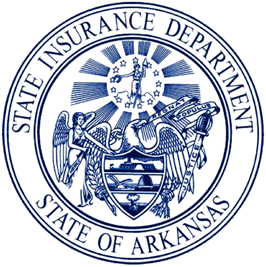 STATE INSURANCE DEPARTMENT
STATE OF ARKANSAS